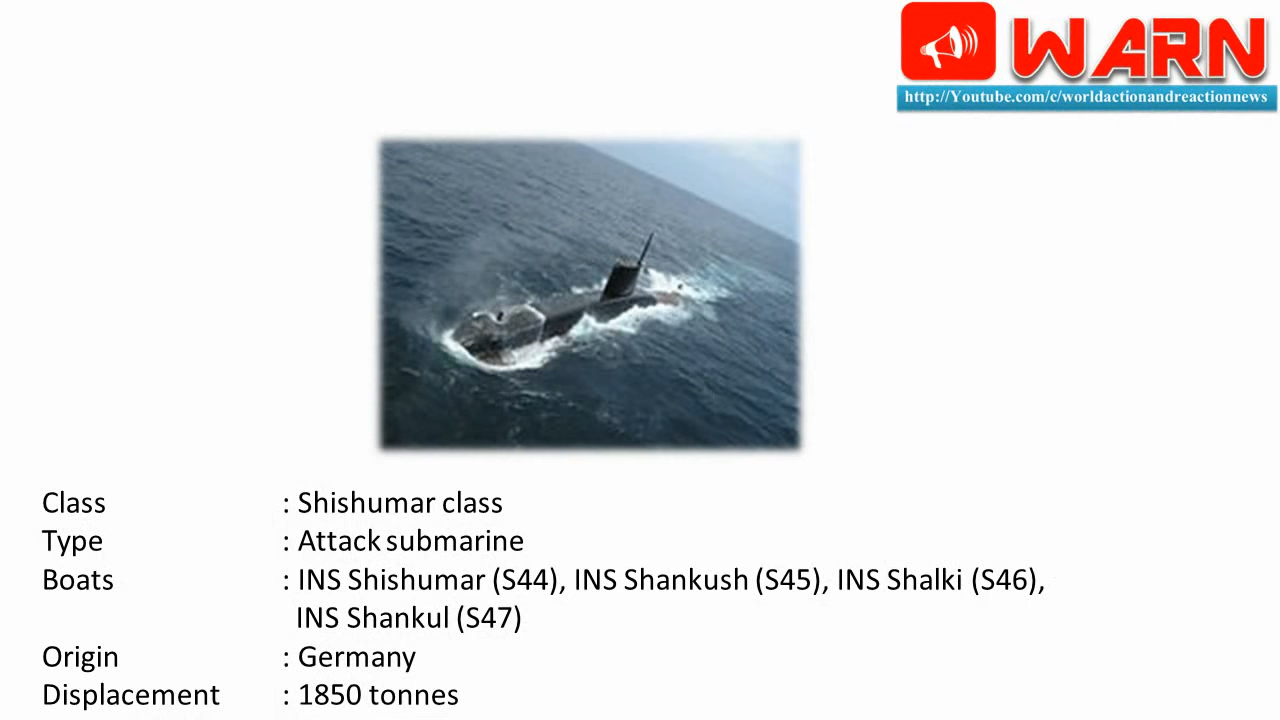 WARN
http://Youtube.com/c/worldactionandreactionnews
Class : Shishumar class
Type : Attack submarine
Boats : INS Shishumar (S44), INS Shankush (S45), INS Shalki (S46),
INS Shankul (S47)
Origin : Germany
Displacement : 1850 tonnes